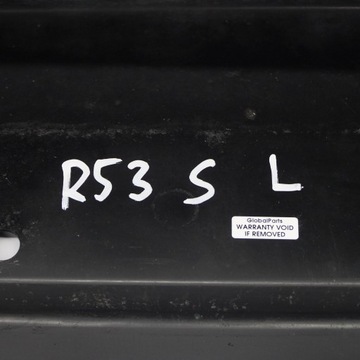 R53 S L
GlobalParts
WARRANTY VOID
IF REMOVED